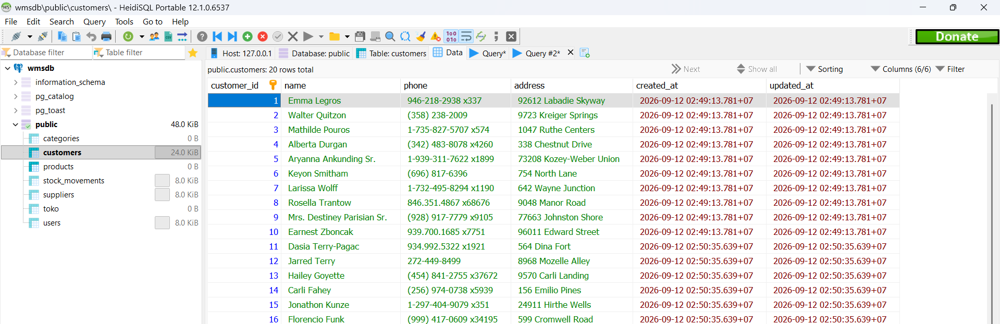 wmsdb\public\customers\ - HeidiSQL Portable 12.1.0.6537
File Edit Search Query Tools Go to Help
Donate
Database filter Table filter Host: 127.0.0.1 Database: public Table: customers Data Query* Query #2*
wmsdb
information_schema
pg_catalog
pg_toast
public 48.0 KiB
categories 0 B
customers 24.0 KiB
products 0 B
stock_movements 8.0 KiB
suppliers 8.0 KiB
toko 0 B
users 8.0 KiB
public.customers: 20 rows total Next Show all Sorting Columns (6/6) Filter
customer_id name phone address created_at updated_at
1 Emma Legros 946-218-2938 x337 92612 Labadie Skyway 2026-09-12 02:49:13.781+07 2026-09-12 02:49:13.781+07
2 Walter Quitzon (358) 238-2009 9723 Kreiger Springs 2026-09-12 02:49:13.781+07 2026-09-12 02:49:13.781+07
3 Mathilde Pouros 1-735-827-5707 x574 1047 Ruthe Centers 2026-09-12 02:49:13.781+07 2026-09-12 02:49:13.781+07
4 Alberta Durgan (342) 483-8078 x4260 338 Chestnut Drive 2026-09-12 02:49:13.781+07 2026-09-12 02:49:13.781+07
5 Aryanna Ankunding Sr. 1-939-311-7622 x1899 73208 Kozey-Weber Union 2026-09-12 02:49:13.781+07 2026-09-12 02:49:13.781+07
6 Keyon Smitham (696) 817-6396 754 North Lane 2026-09-12 02:49:13.781+07 2026-09-12 02:49:13.781+07
7 Larissa Wolff 1-732-495-8294 x1190 642 Wayne Junction 2026-09-12 02:49:13.781+07 2026-09-12 02:49:13.781+07
8 Rosella Trantow 846.351.4867 x68676 9048 Manor Road 2026-09-12 02:49:13.781+07 2026-09-12 02:49:13.781+07
9 Mrs. Destiney Parisian Sr. (928) 917-7779 x9105 77663 Johnston Shore 2026-09-12 02:49:13.781+07 2026-09-12 02:49:13.781+07
10 Earnest Zboncak 939.700.1685 x7751 96011 Edward Street 2026-09-12 02:49:13.781+07 2026-09-12 02:49:13.781+07
11 Dasia Terry-Pagac 934.992.5322 x1921 564 Dina Fort 2026-09-12 02:50:35.639+07 2026-09-12 02:50:35.639+07
12 Jarred Terry 272-449-8499 8968 Mozelle Alley 2026-09-12 02:50:35.639+07 2026-09-12 02:50:35.639+07
13 Hailey Goyette (454) 841-2755 x37672 9570 Carli Landing 2026-09-12 02:50:35.639+07 2026-09-12 02:50:35.639+07
14 Carli Fahey (256) 974-0738 x5939 156 Emilio Pines 2026-09-12 02:50:35.639+07 2026-09-12 02:50:35.639+07
15 Jonathon Kunze 1-297-404-9079 x351 24911 Hirthe Wells 2026-09-12 02:50:35.639+07 2026-09-12 02:50:35.639+07
16 Florencio Funk (999) 417-0609 x34195 599 Cromwell Road 2026-09-12 02:50:35.639+07 2026-09-12 02:50:35.639+07